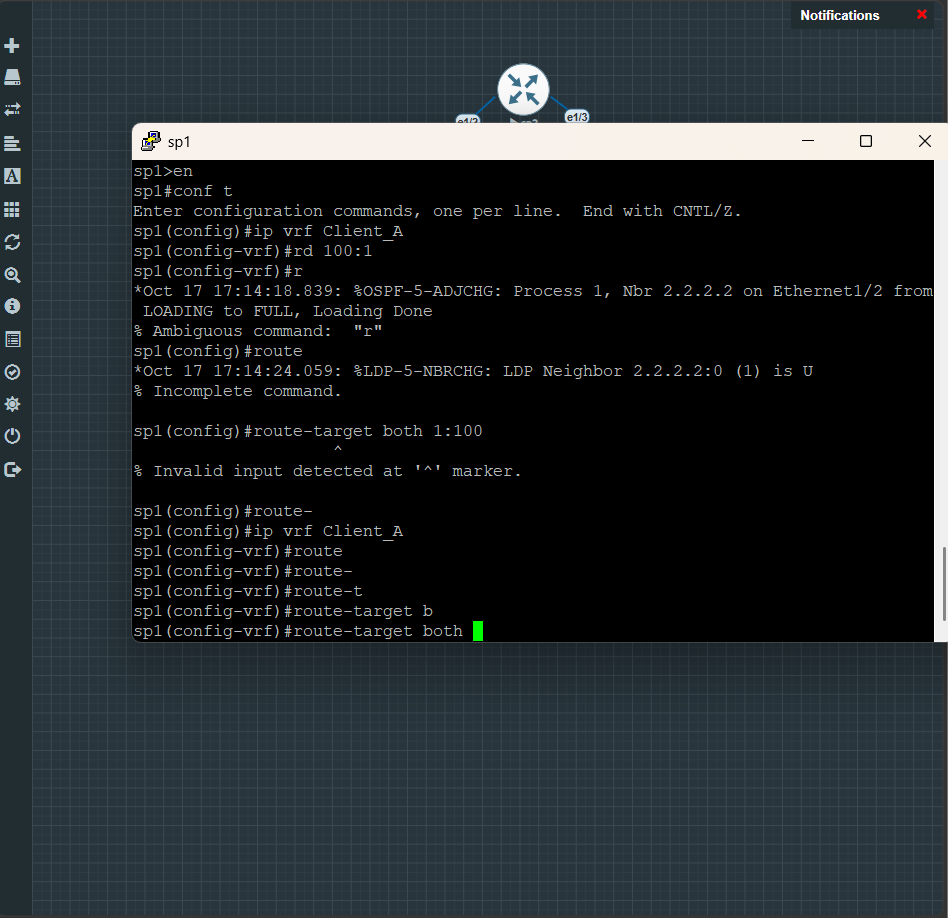 Notifications
e1/3
sp1
sp1>en
sp1#conf t
Enter configuration commands, one per line.  End with CNTL/Z.
sp1(config)#ip vrf Client_A
sp1(config-vrf)#rd 100:1
sp1(config-vrf)#r
*Oct 17 17:14:18.839: %OSPF-5-ADJCHG: Process 1, Nbr 2.2.2.2 on Ethernet1/2 from
 LOADING to FULL, Loading Done
% Ambiguous command:  "r"
sp1(config)#route
*Oct 17 17:14:24.059: %LDP-5-NBRCHG: LDP Neighbor 2.2.2.2:0 (1) is U
% Incomplete command.
sp1(config)#route-target both 1:100
^
% Invalid input detected at '^' marker.
sp1(config)#route-
sp1(config)#ip vrf Client_A
sp1(config-vrf)#route
sp1(config-vrf)#route-
sp1(config-vrf)#route-t
sp1(config-vrf)#route-target b
sp1(config-vrf)#route-target both